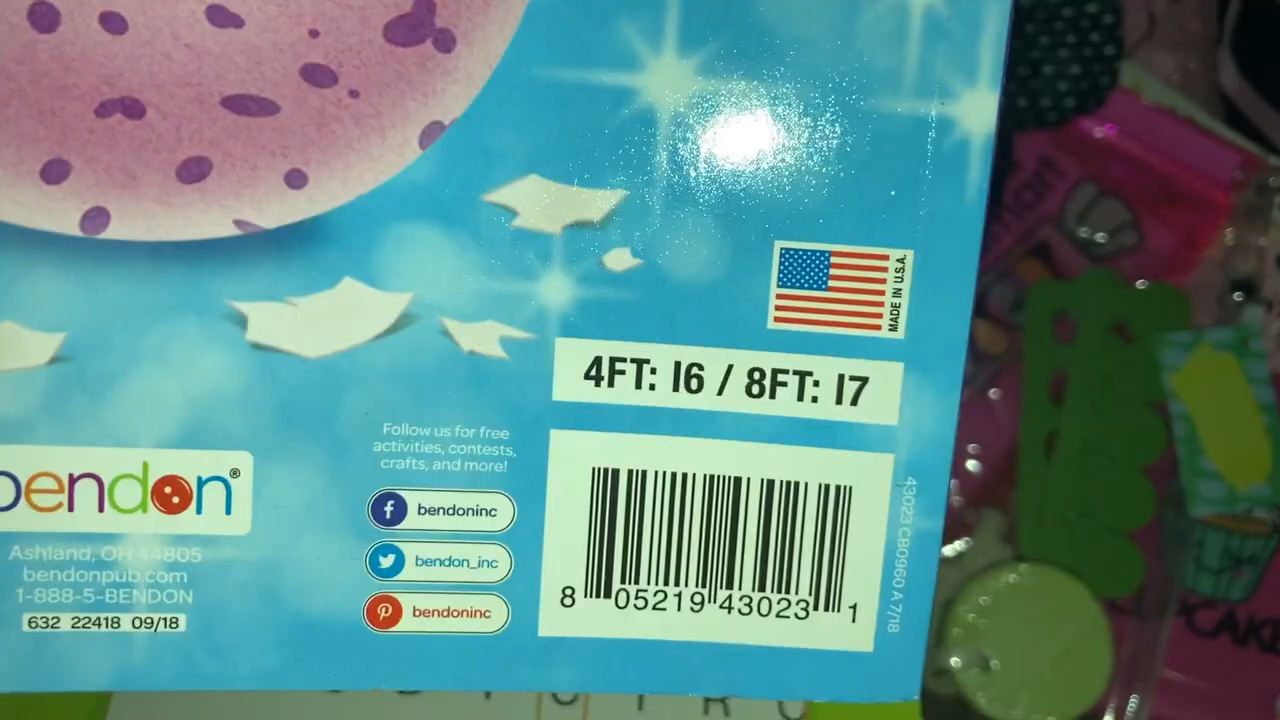 MADE IN U.S.A.
4FT: I6 / 8FT: I7
Follow us for free
activities, contests,
crafts, and more!
bendoninc
bendon_inc
bendoninc
bendon®
Ashland, OH 44805
bendonpub.com
1-888-5-BENDON
632 22418 09/18
8 05219 43023 1
43023 CB0960 A 7/18